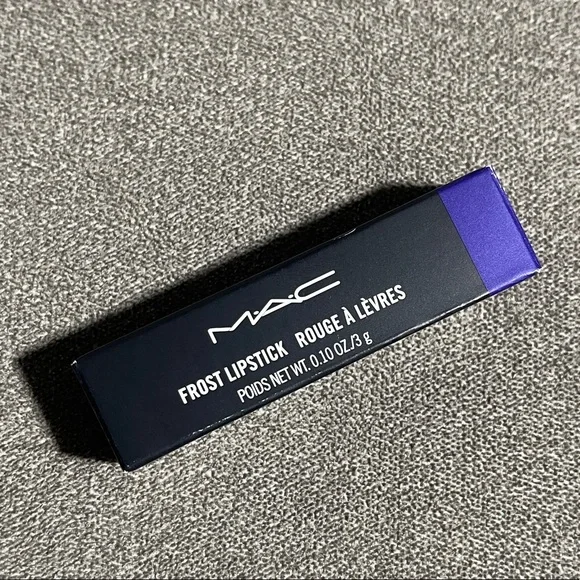 M·A·C
FROST LIPSTICK ROUGE À LÈVRES
POIDS NET WT. 0.10 OZ/3 g